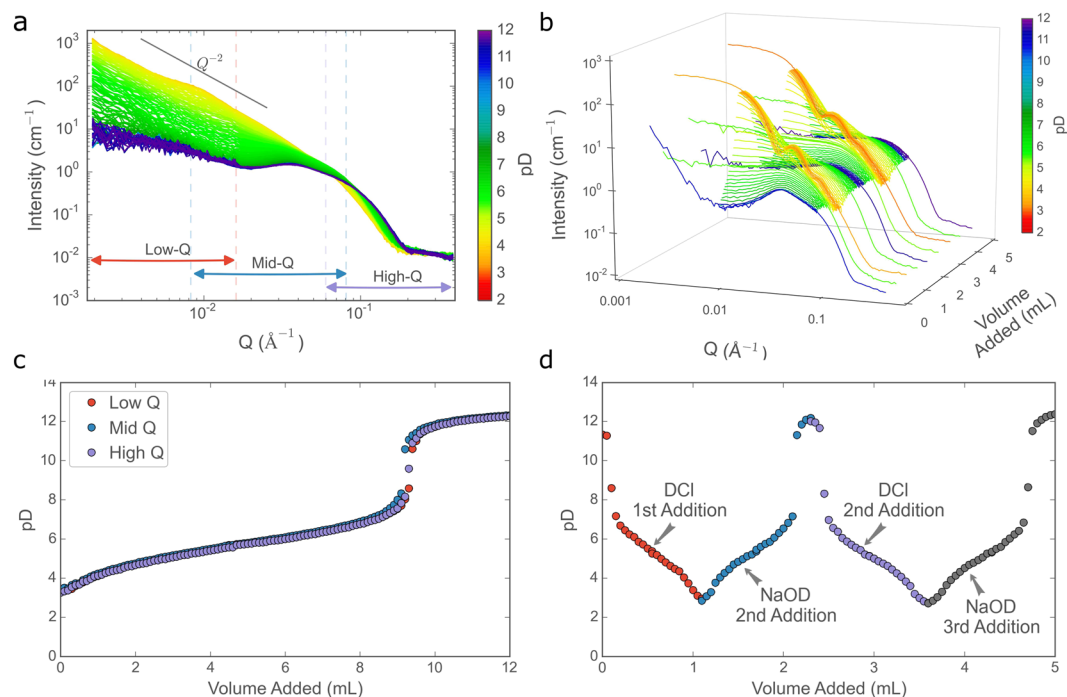 a
10³
10²
10¹
10⁰
10⁻¹
10⁻²
10⁻³
Intensity (cm⁻¹)
Q⁻²
Low-Q
Mid-Q
High-Q
10⁻²
10⁻¹
Q (Å⁻¹)
12
11
10
9
8
7
6
5
4
3
2
pD
b
10³
10²
10¹
10⁰
10⁻¹
10⁻²
Intensity (cm⁻¹)
0.001
0.01
0.1
Q (Å⁻¹)
0
1
2
3
4
5
Volume
Added (mL)
12
11
10
9
8
7
6
5
4
3
2
pD
c
14
12
10
8
6
4
2
0
pD
Low Q
Mid Q
High Q
0 2 4 6 8 10 12
Volume Added (mL)
d
14
12
10
8
6
4
2
0
pD
DCl
1st Addition
NaOD
2nd Addition
DCl
2nd Addition
NaOD
3rd Addition
0 1 2 3 4 5
Volume Added (mL)